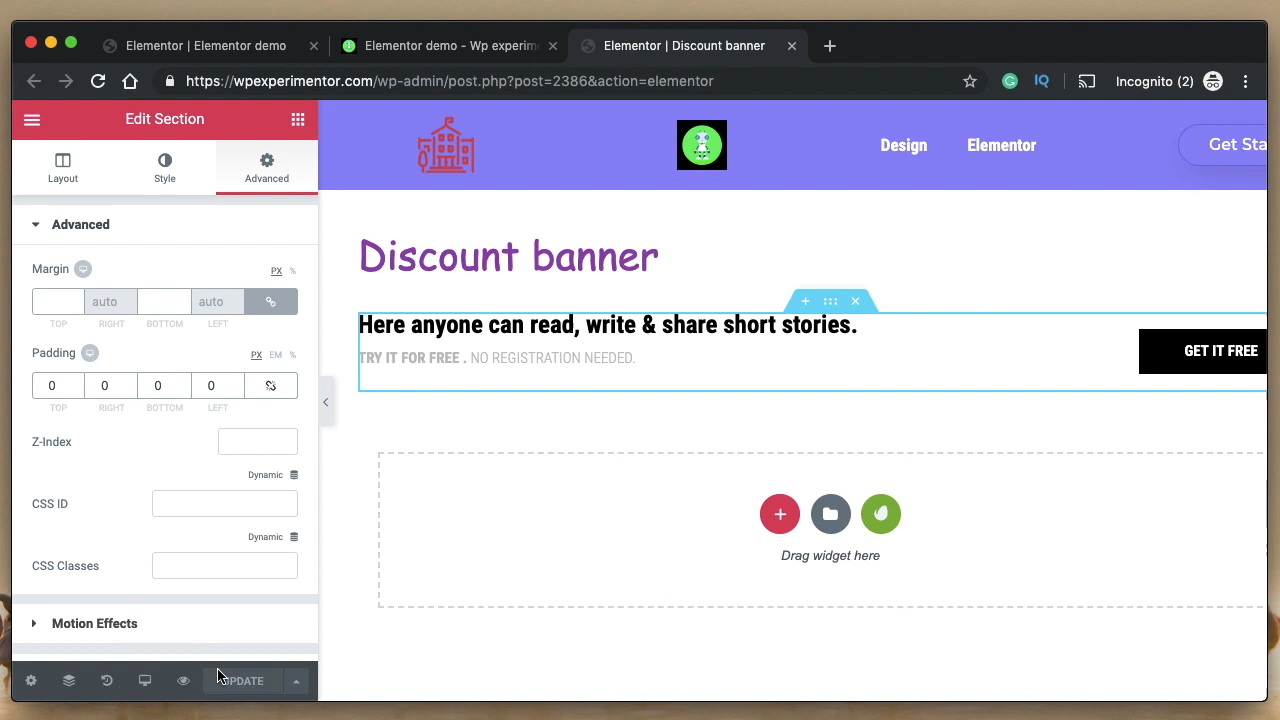 Elementor | Elementor demo
Elementor demo - Wp experim
Elementor | Discount banner
https://wpexperimentor.com/wp-admin/post.php?post=2386&action=elementor
IQ
Incognito (2)
Edit Section
Layout
Style
Advanced
Advanced
Margin
PX %
auto auto
TOP RIGHT BOTTOM LEFT
Padding
PX EM %
0 0 0 0
TOP RIGHT BOTTOM LEFT
Z-Index
Dynamic
CSS ID
Dynamic
CSS Classes
Motion Effects
UPDATE
Design
Elementor
Get Sta
Discount banner
Here anyone can read, write & share short stories.
TRY IT FOR FREE . NO REGISTRATION NEEDED.
GET IT FREE
Drag widget here